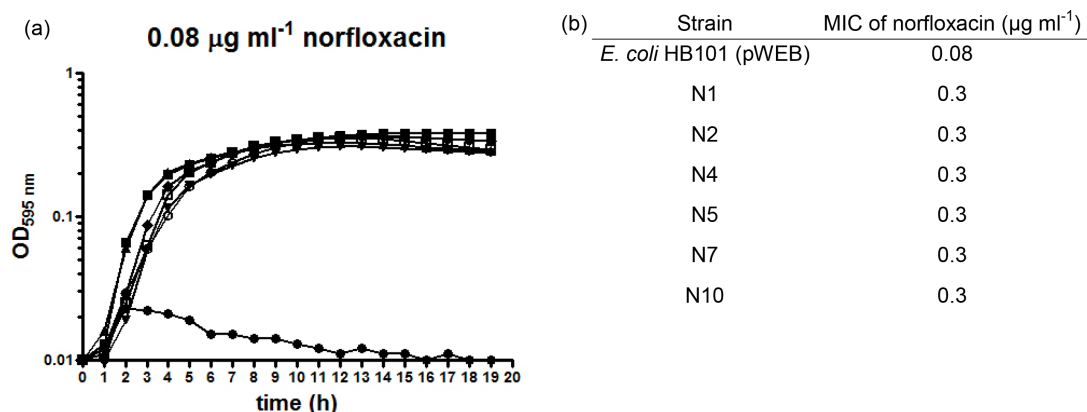 (a)
0.08 µg ml⁻¹ norfloxacin
1
0.1
0.01
OD₅₉₅ ₙₘ
0 1 2 3 4 5 6 7 8 9 10 11 12 13 14 15 16 17 18 19 20
time (h)
(b)
Strain MIC of norfloxacin (µg ml⁻¹)
E. coli HB101 (pWEB) 0.08
N1 0.3
N2 0.3
N4 0.3
N5 0.3
N7 0.3
N10 0.3